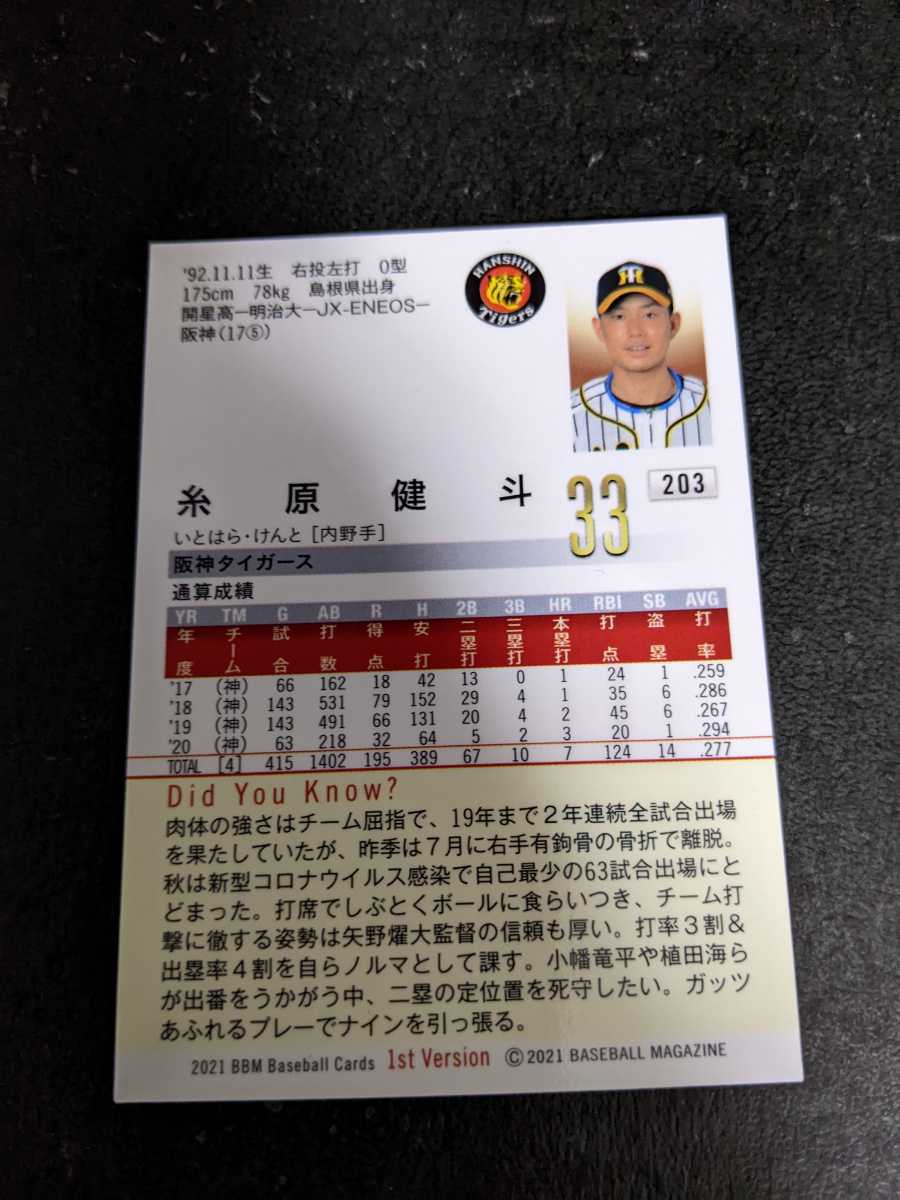 '92.11.11生　右投左打　O型
175cm　78kg　島根県出身
開星高ー明治大ーJX-ENEOSー
阪神(17⑤)
HANSHIN
Tigers
糸原健斗
33
203
いとはら・けんと［内野手］
阪神タイガース
通算成績
YR TM G AB R H 2B 3B HR RBI SB AVG
年度 チーム 試合 打数 得点 安打 二塁打 三塁打 本塁打 打点 盗塁 打率
'17 (神) 66 162 18 42 13 0 1 24 1 .259
'18 (神) 143 531 79 152 29 4 1 35 6 .286
'19 (神) 143 491 66 131 20 4 2 45 6 .267
'20 (神) 63 218 32 64 5 2 3 20 1 .294
TOTAL [4] 415 1402 195 389 67 10 7 124 14 .277
Did You Know?
肉体の強さはチーム屈指で、19年まで２年連続全試合出場
を果たしていたが、昨季は７月に右手有鉤骨の骨折で離脱。
秋は新型コロナウイルス感染で自己最少の63試合出場にと
どまった。打席でしぶとくボールに食らいつき、チーム打
撃に徹する姿勢は矢野燿大監督の信頼も厚い。打率３割＆
出塁率４割を自らノルマとして課す。小幡竜平や植田海ら
が出番をうかがう中、二塁の定位置を死守したい。ガッツ
あふれるプレーでナインを引っ張る。
2021 BBM Baseball Cards 1st Version ©2021 BASEBALL MAGAZINE